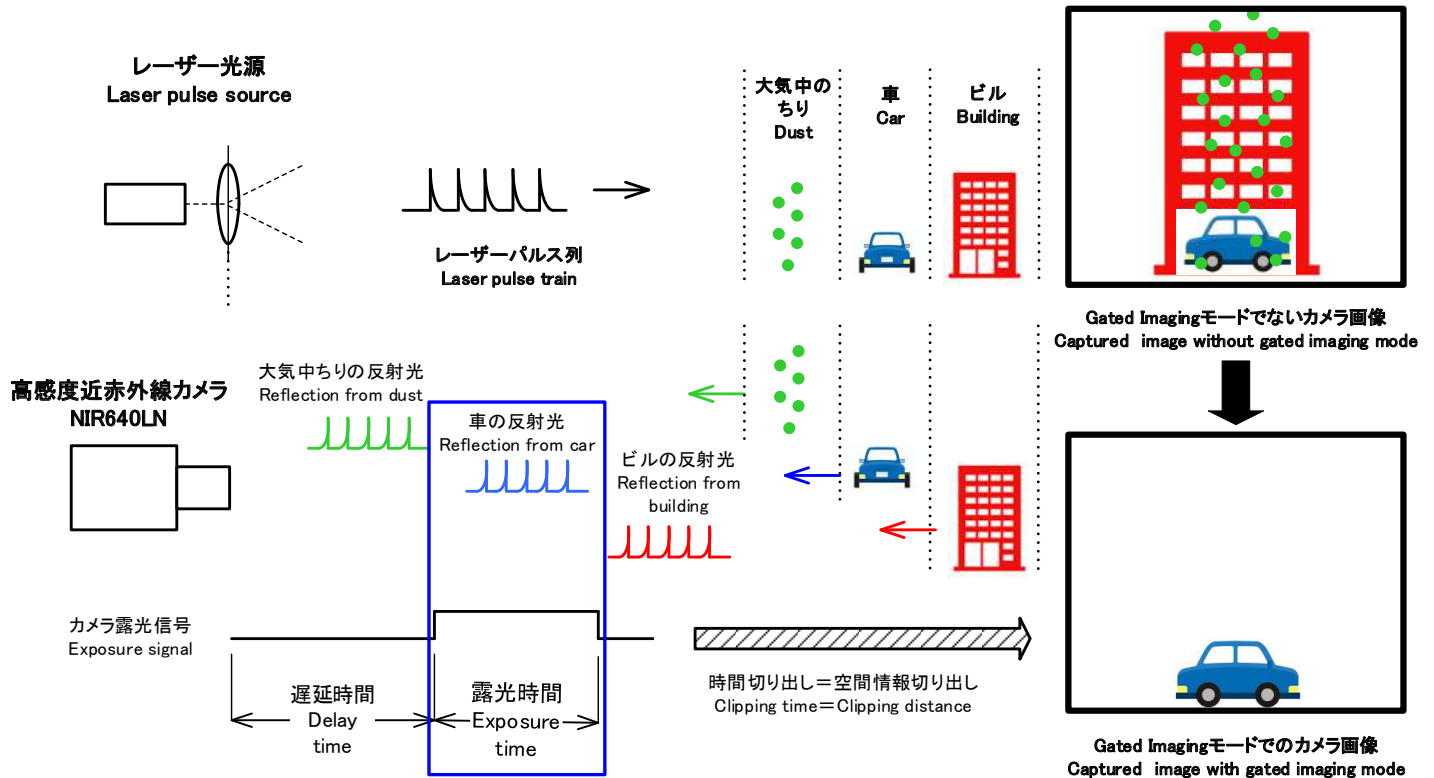 レーザー光源
Laser pulse source
レーザーパルス列
Laser pulse train
大気中の
ちり
Dust
車
Car
ビル
Building
Gated Imagingモードでないカメラ画像
Captured image without gated imaging mode
高感度近赤外線カメラ
NIR640LN
大気中ちりの反射光
Reflection from dust
車の反射光
Reflection from car
ビルの反射光
Reflection from
building
カメラ露光信号
Exposure signal
遅延時間
Delay
time
露光時間
Exposure
time
時間切り出し＝空間情報切り出し
Clipping time＝Clipping distance
Gated Imagingモードでのカメラ画像
Captured image with gated imaging mode